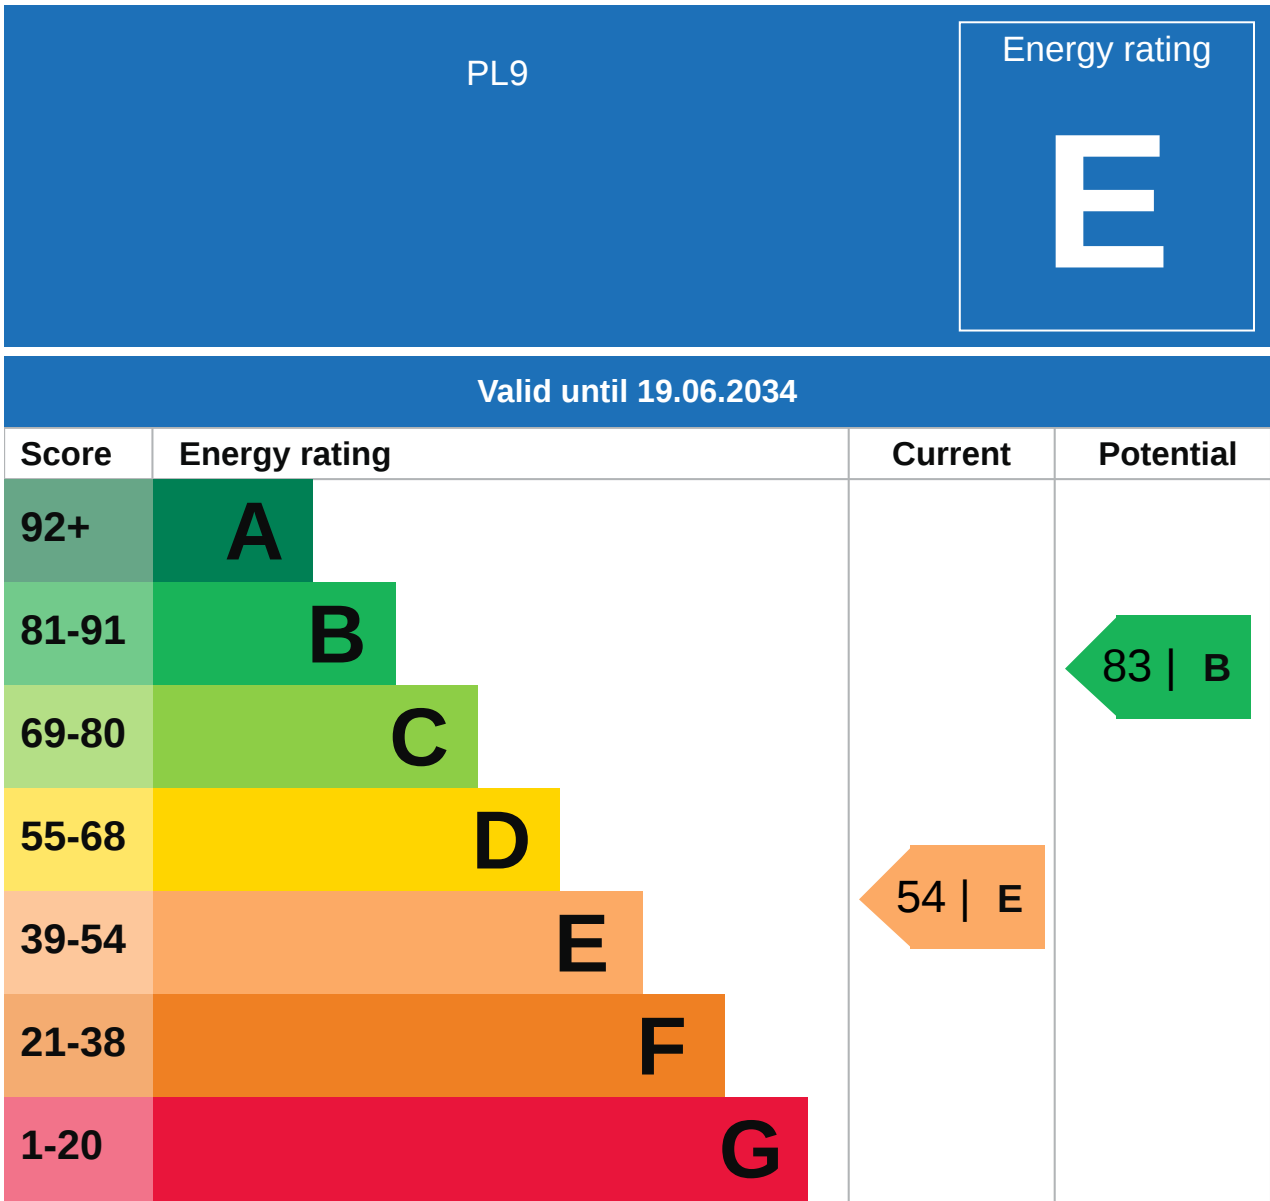 PL9
Energy rating
E
Valid until 19.06.2034
Score Energy rating Current Potential
92+ A
81-91 B
83 | B
69-80 C
55-68 D
54 | E
39-54 E
21-38 F
1-20 G